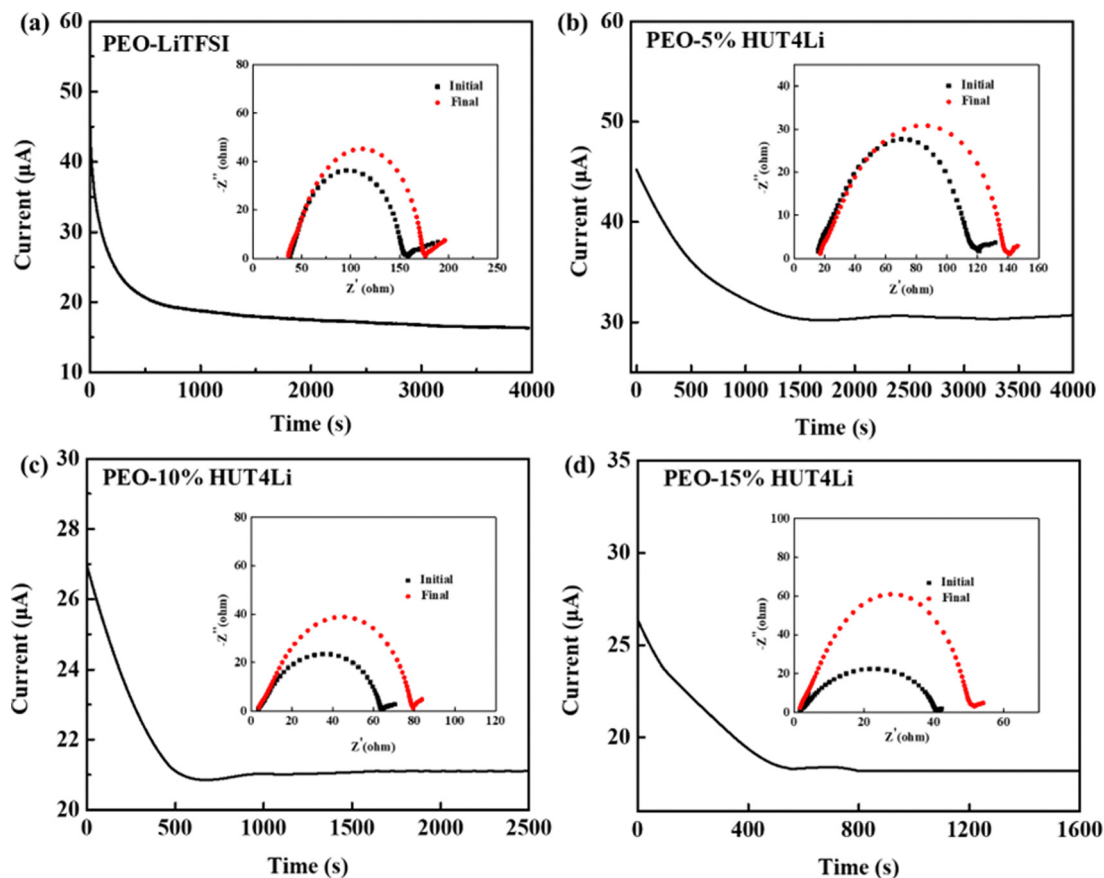 (a)
PEO-LiTFSI
Current (μA)
60
50
40
30
20
10
0
1000
2000
3000
4000
Time (s)
-Z'' (ohm)
80
60
40
20
0
0
50
100
150
200
250
Z' (ohm)
Initial
Final
(b)
PEO-5% HUT4Li
Current (μA)
60
50
40
30
0
500
1000
1500
2000
2500
3000
3500
4000
Time (s)
-Z'' (ohm)
40
30
20
10
0
0
20
40
60
80
100
120
140
160
Z' (ohm)
Initial
Final
(c)
PEO-10% HUT4Li
Current (μA)
30
28
26
24
22
20
0
500
1000
1500
2000
2500
Time (s)
-Z'' (ohm)
80
60
40
20
0
0
20
40
60
80
100
120
Z' (ohm)
Initial
Final
(d)
PEO-15% HUT4Li
Current (μA)
35
30
25
20
0
400
800
1200
1600
Time (s)
-Z'' (ohm)
100
80
60
40
20
0
0
20
40
60
Z' (ohm)
Initial
Final